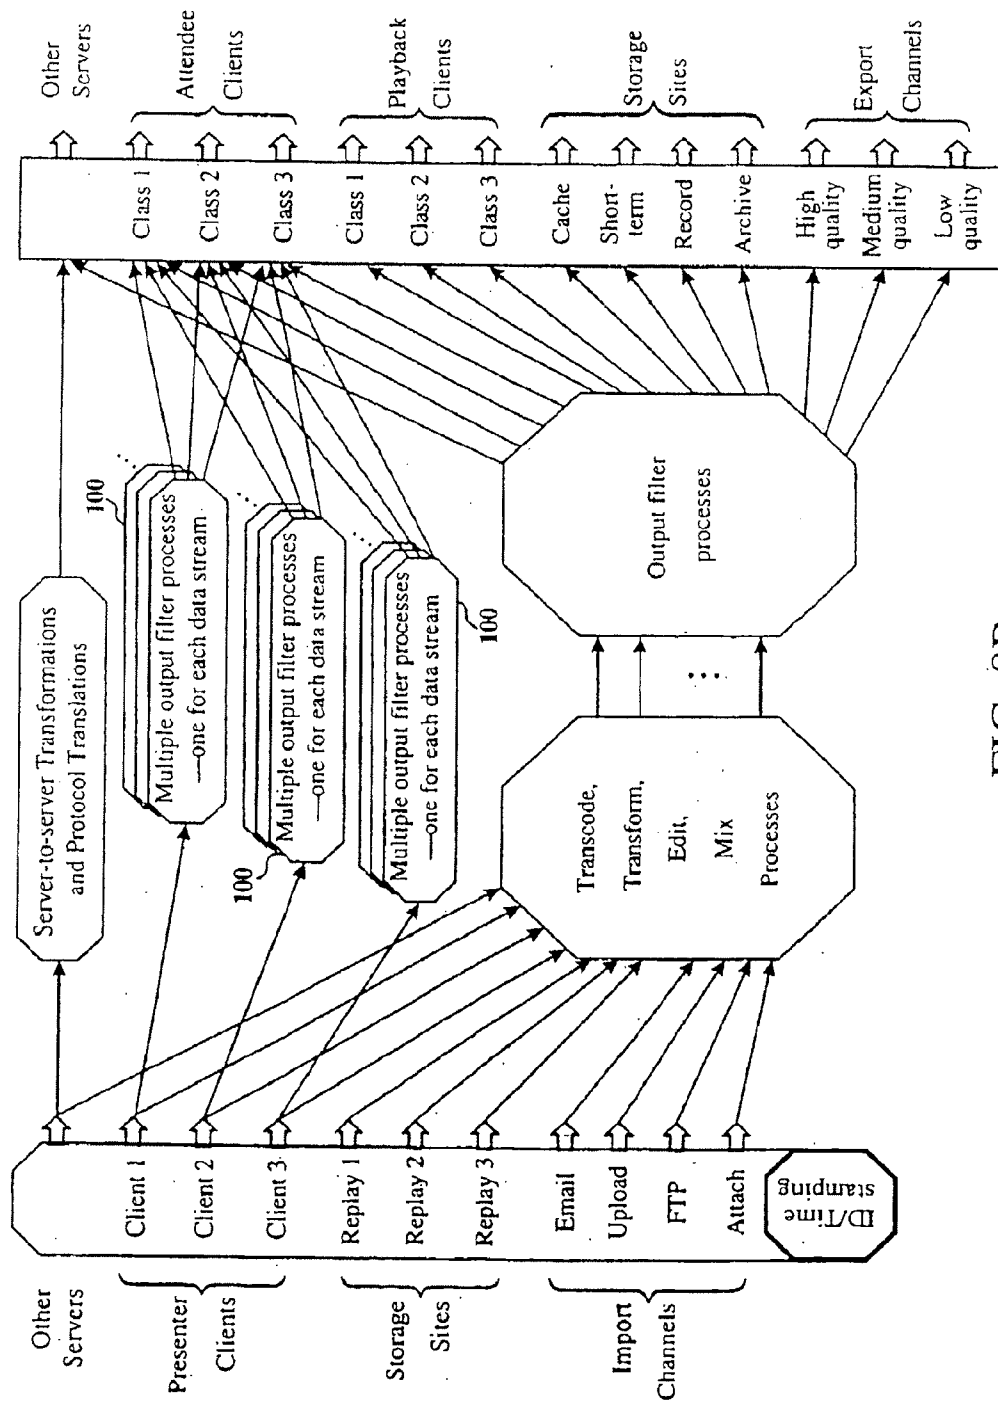 Other
Servers
Presenter
Clients
Storage
Sites
Import
Channels
Client 1
Client 2
Client 3
Replay 1
Replay 2
Replay 3
Email
Upload
FTP
Attach
ID/Time
stamping
Server-to-server Transformations
and Protocol Translations
100
Multiple output filter processes
—one for each data stream
100
Multiple output filter processes
—one for each data stream
Multiple output filter processes
—one for each data stream
100
Transcode,
Transform,
Edit,
Mix
Processes
Output filter
processes
Class 1
Class 2
Class 3
Class 1
Class 2
Class 3
Cache
Short-
term
Record
Archive
High
quality
Medium
quality
Low
quality
Other
Servers
Attendee
Clients
Playback
Clients
Storage
Sites
Export
Channels